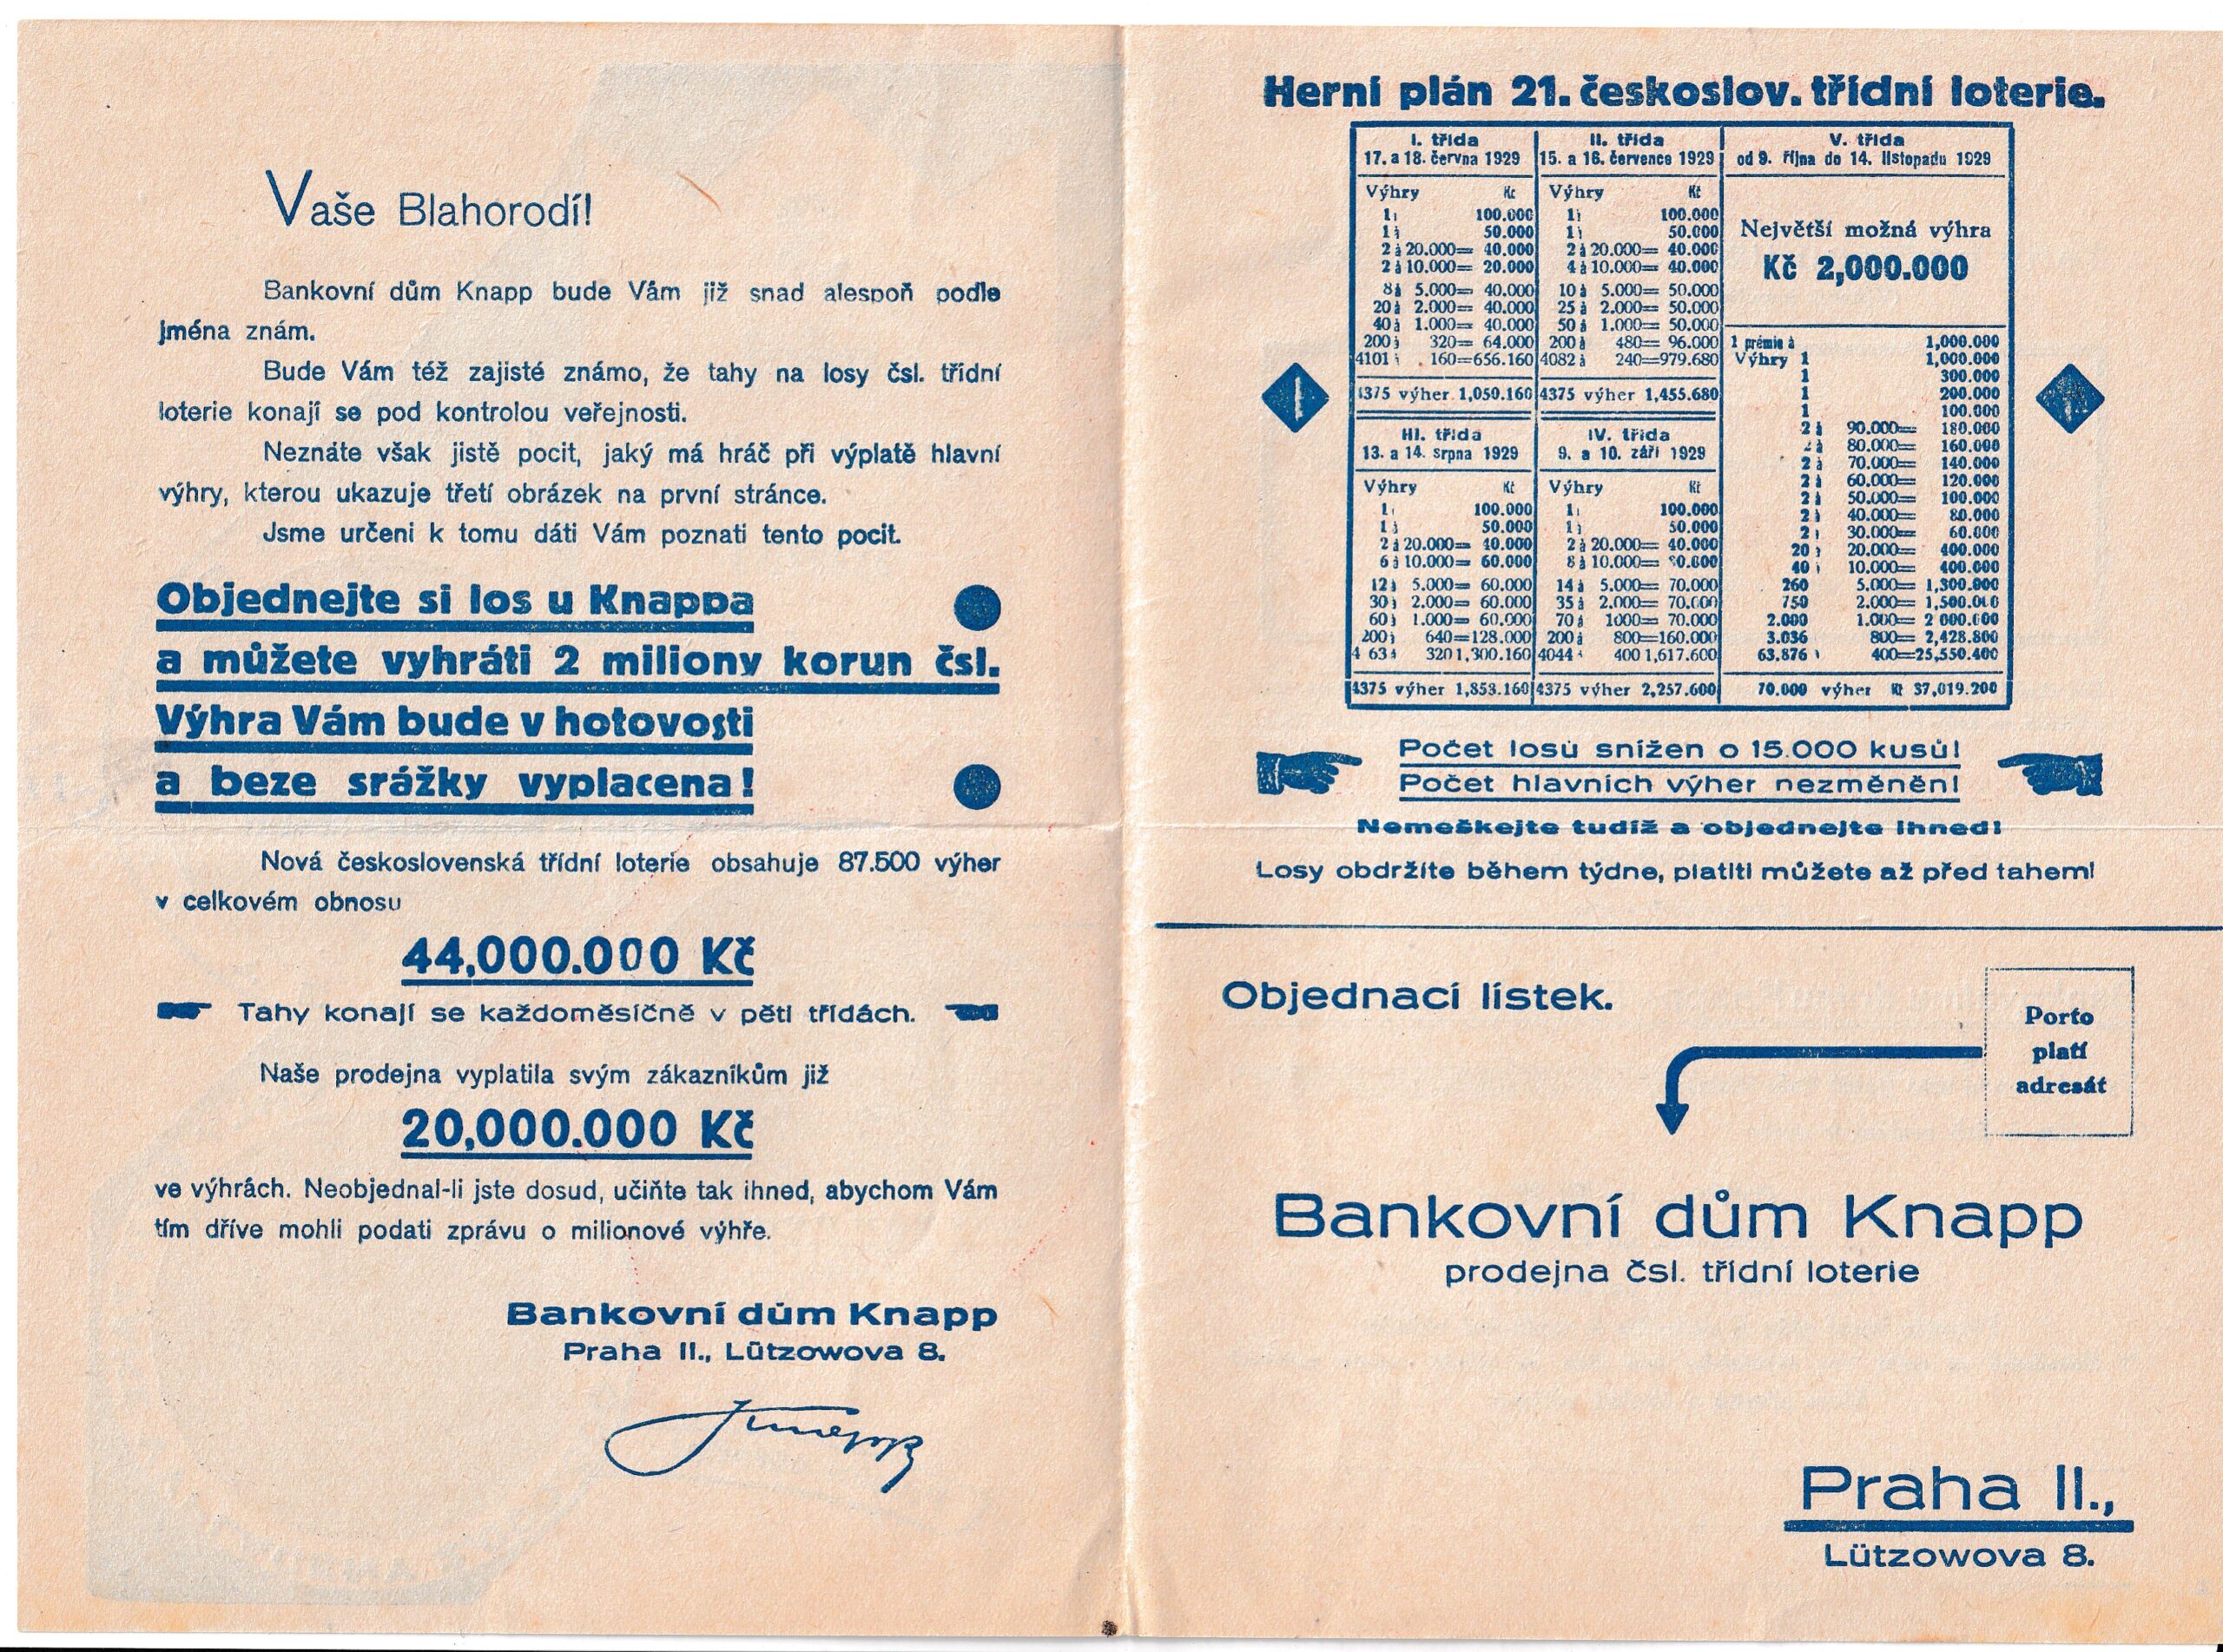 Vaše Blahorodí!
Bankovní dům Knapp bude Vám již snad alespoň podle
jména znám.
Bude Vám též zajisté známo, že tahy na losy čsl. třídní
loterie konají se pod kontrolou veřejnosti.
Neznáte však jistě pocit, jaký má hráč při výplatě hlavní
výhry, kterou ukazuje třetí obrázek na první stránce.
Jsme určeni k tomu dáti Vám poznati tento pocit.
Objednejte si los u Knappa
a můžete vyhráti 2 miliony korun čsl.
Výhra Vám bude v hotovosti
a beze srážky vyplacena!
Nová československá třídní loterie obsahuje 87.500 výher
v celkovém obnosu
44,000.000 Kč
Tahy konají se každoměsíčně v pěti třídách.
Naše prodejna vyplatila svým zákazníkům již
20,000.000 Kč
ve výhrách. Neobjednal-li jste dosud, učiňte tak ihned, abychom Vám
tím dříve mohli podati zprávu o milionové výhře.
Bankovní dům Knapp
Praha II., Lützowova 8.
Knapp
Herní plán 21. českoslov. třídní loterie.
I. třída
17. a 18. června 1929
Výhry Kč
1 à 100.000
1 à 50.000
2 à 20.000= 40.000
2 à 10.000= 20.000
8 à 5.000= 40.000
20 à 2.000= 40.000
40 à 1.000= 40.000
200 à 320= 64.000
4101 à 160=656.160
4375 výher 1,050.160
II. třída
15. a 16. července 1929
Výhry Kč
1 à 100.000
1 à 50.000
2 à 20.000= 40.000
4 à 10.000= 40.000
10 à 5.000= 50.000
25 à 2.000= 50.000
50 à 1.000= 50.000
200 à 480= 96.000
4082 à 240=979.680
4375 výher 1,455.680
III. třída
13. a 14. srpna 1929
Výhry Kč
1 100.000
1 à 50.000
2 à 20.000= 40.000
6 à 10.000= 60.000
12 à 5.000= 60.000
30 à 2.000= 60.000
60 à 1.000= 60.000
200 à 640=128.000
4 63 à 320 1,300.160
4375 výher 1,853.160
IV. třída
9. a 10. září 1929
Výhry Kč
1 100.000
1 à 50.000
2 à 20.000= 40.000
8 à 10.000= 0.000
14 à 5.000= 70.000
35 à 2.000= 70.000
70 à 1000= 70.000
200 à 800=160.000
4044 à 400 1,617.600
4375 výher 2,257.600
V. třída
od 9. října do 14. listopadu 1929
Největší možná výhra
Kč 2,000.000
1 prémie à 1,000.000
Výhry 1 1,000.000
1 300.000
1 200.000
1 100.000
2 à 90.000= 180.000
2 à 80.000= 160.000
2 à 70.000= 140.000
2 à 60.000= 120.000
2 à 50.000= 100.000
2 à 40.000= 80.000
2 à 30.000= 60.000
20 à 20.000= 400.000
40 à 10.000= 400.000
260 5.000= 1,300.000
750 2.000= 1,500.000
2.000 1.000= 2 000.000
3.036 800= 2,428.800
63.876 à 400=25,550.400
70.000 výher Kč 37,019.200
Počet losů snížen o 15.000 kusů!
Počet hlavních výher nezměněn!
Nemeškejte tudíž a objednejte ihned!
Losy obdržíte během týdne, platiti můžete až před tahem!
Objednací lístek.
Porto
platí
adresát
Bankovní dům Knapp
prodejna čsl. třídní loterie
Praha II.,
Lützowova 8.